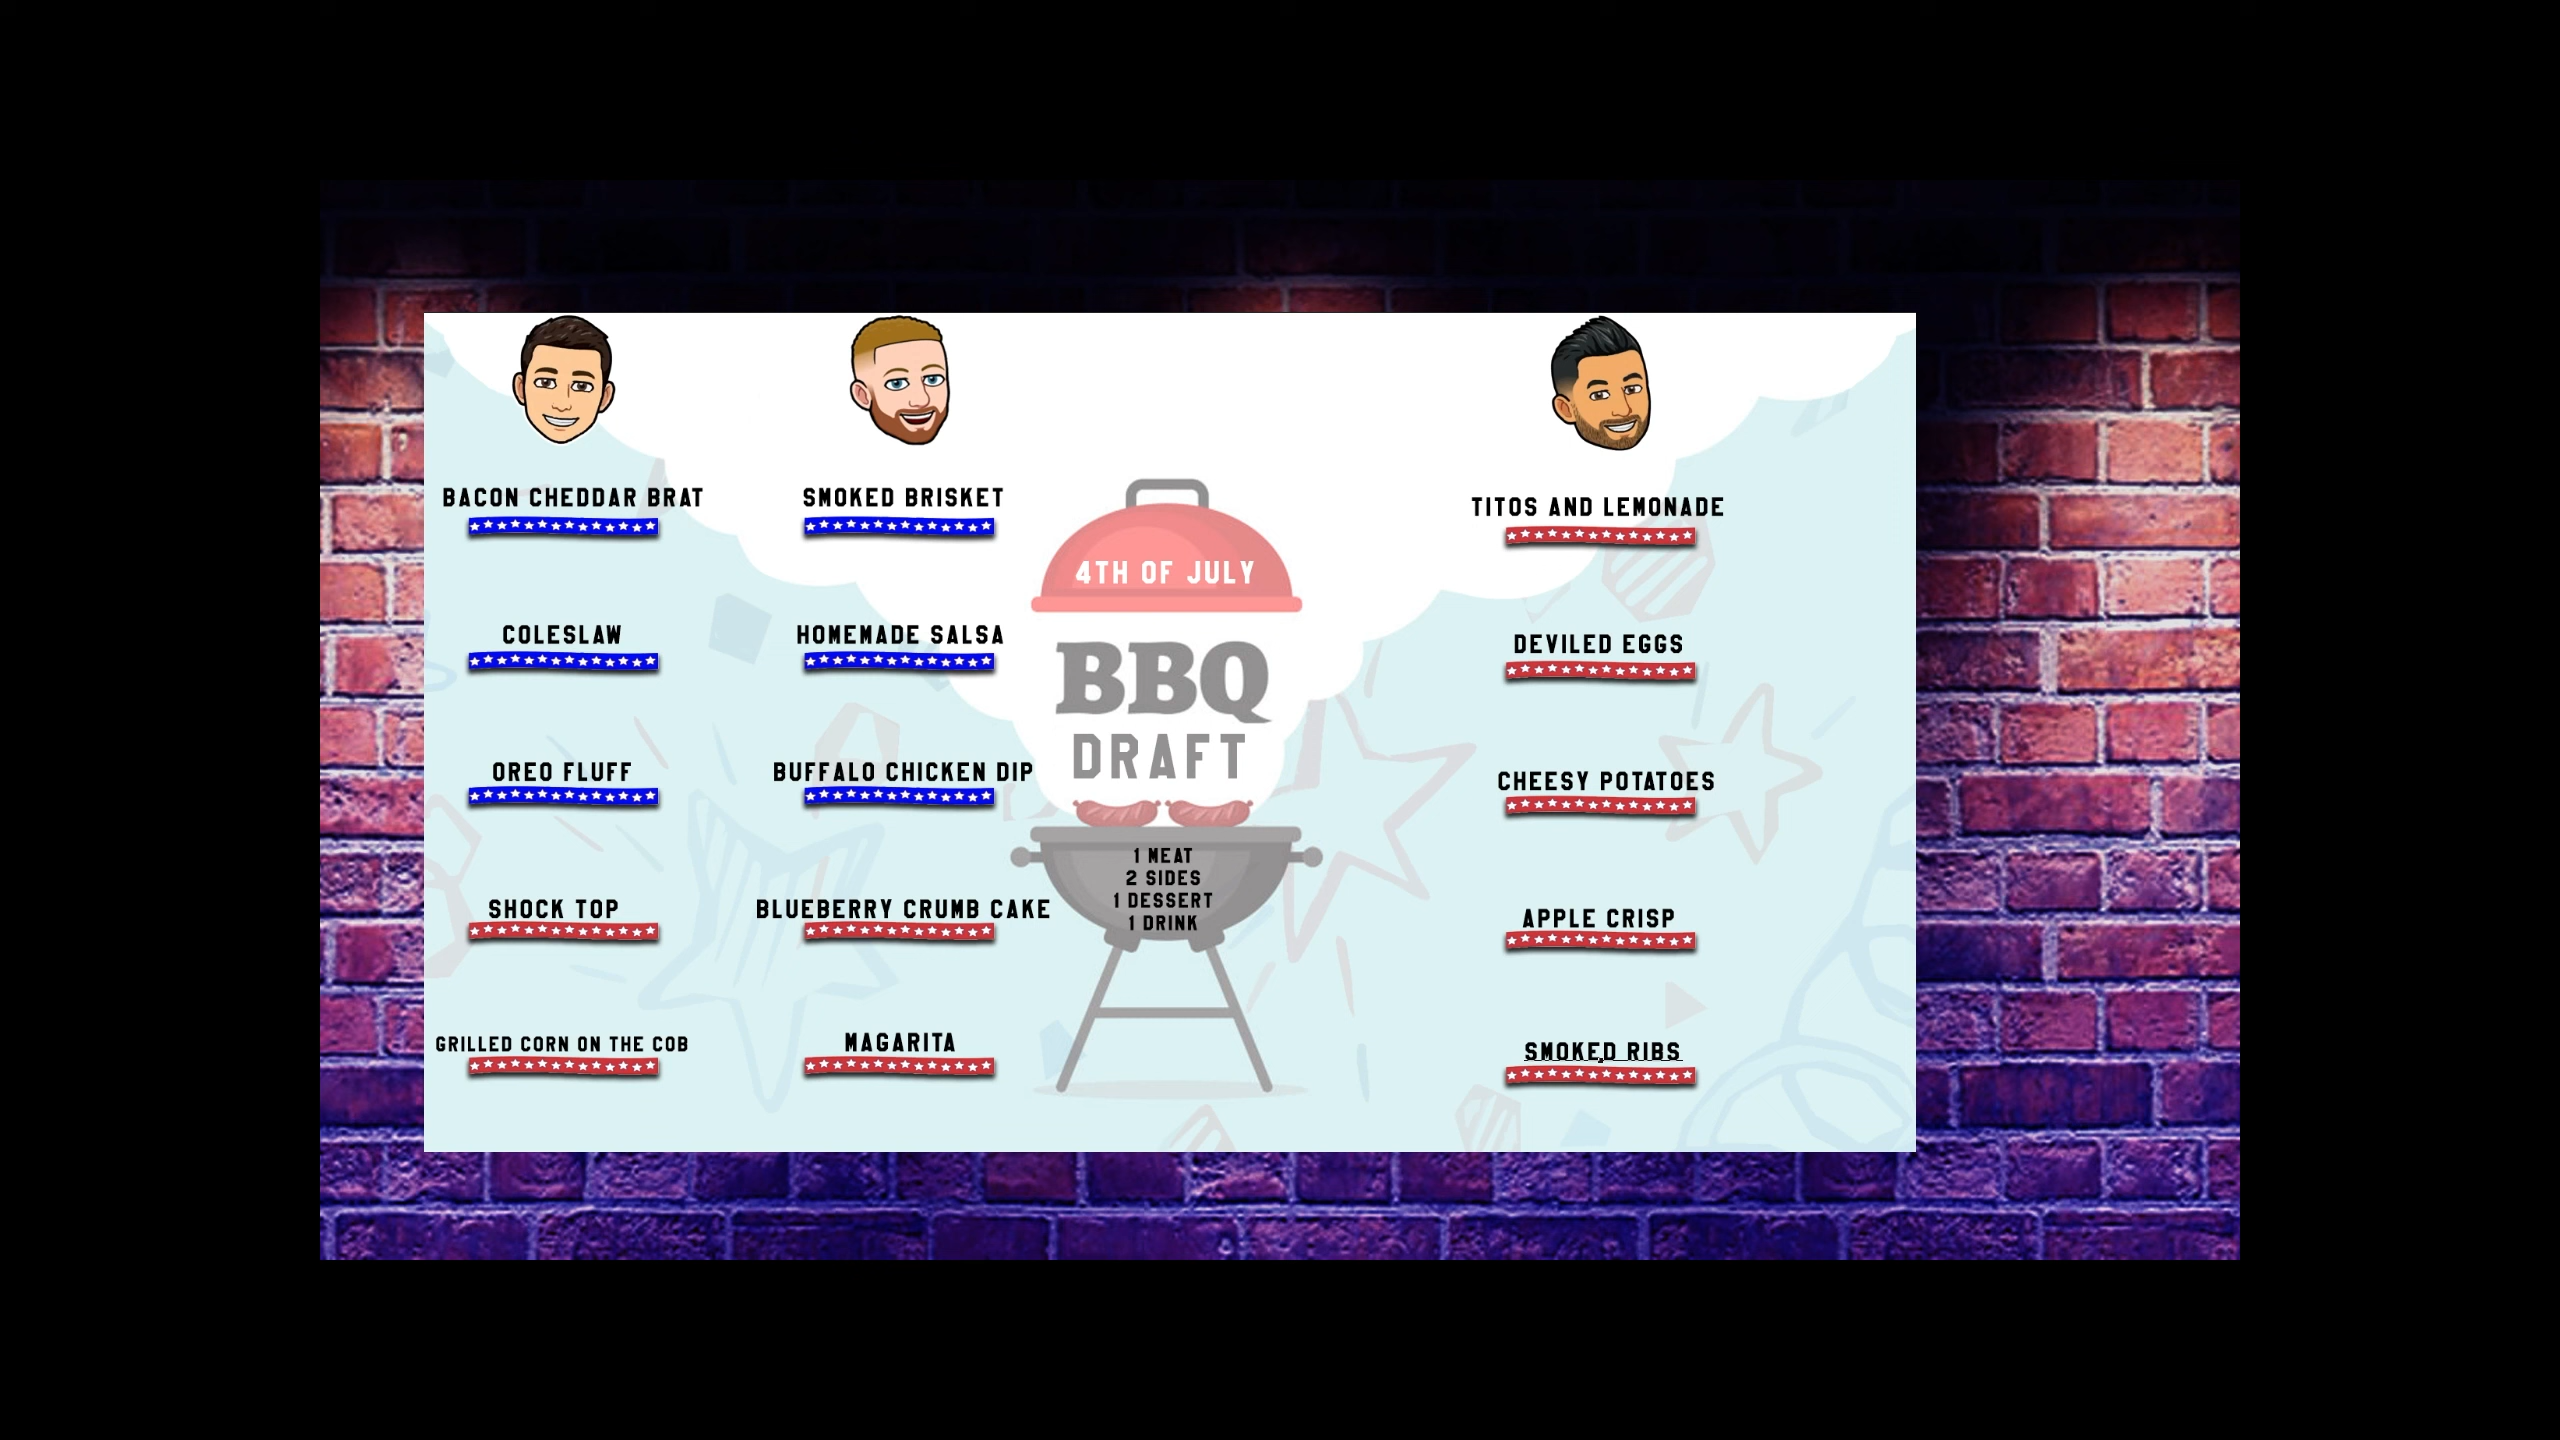 BACON CHEDDAR BRAT
COLESLAW
OREO FLUFF
SHOCK TOP
GRILLED CORN ON THE COB
SMOKED BRISKET
HOMEMADE SALSA
BUFFALO CHICKEN DIP
BLUEBERRY CRUMB CAKE
MAGARITA
4TH OF JULY
BBQ
DRAFT
1 MEAT
2 SIDES
1 DESSERT
1 DRINK
TITOS AND LEMONADE
DEVILED EGGS
CHEESY POTATOES
APPLE CRISP
SMOKED RIBS